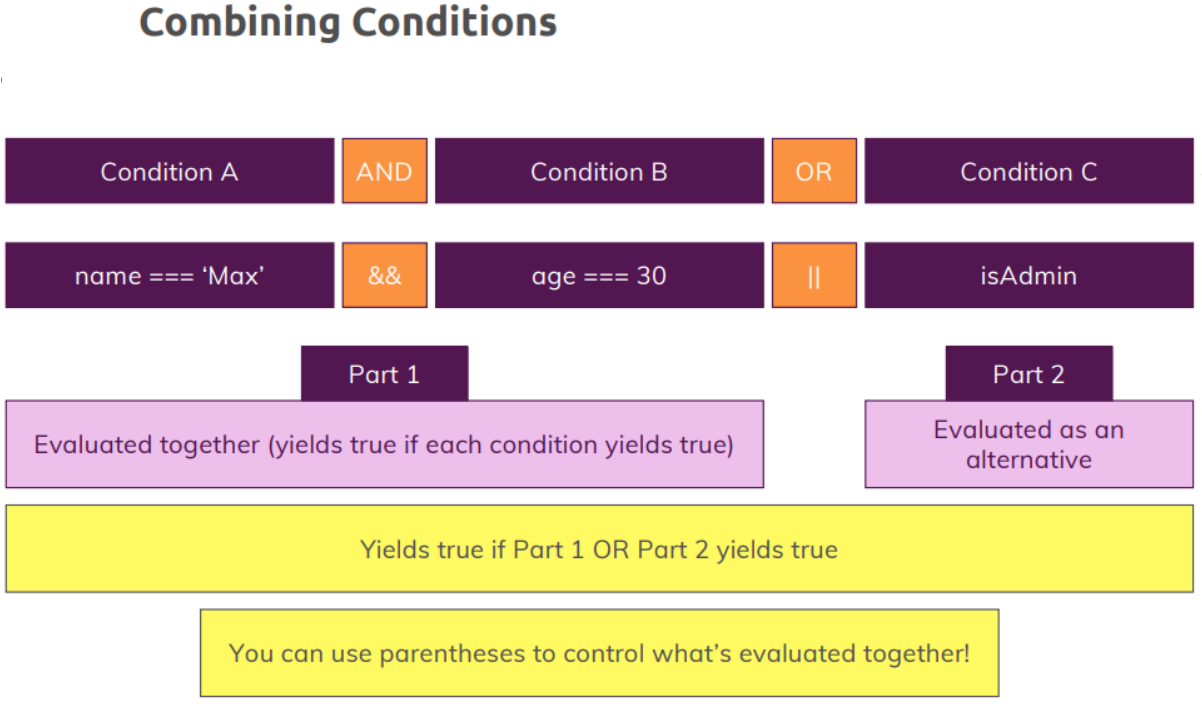 Combining Conditions
Condition A AND Condition B OR Condition C
name === ‘Max’ && age === 30 || isAdmin
Part 1
Part 2
Evaluated together (yields true if each condition yields true)
Evaluated as an
alternative
Yields true if Part 1 OR Part 2 yields true
You can use parentheses to control what’s evaluated together!